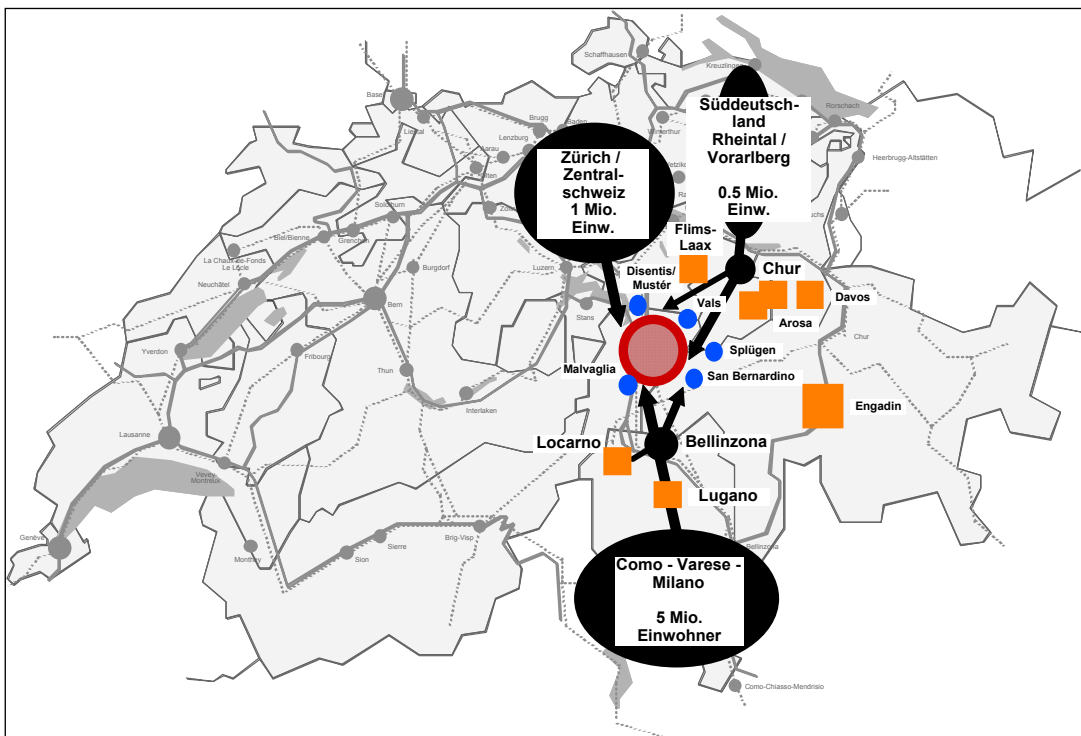 Schaffhausen
Kreuzlingen
Basel
Liestal
Brugg
Baden
Lenzburg
Aarau
Olten
Winterthur
Rorschach
Heerbrugg-Altstätten
Süddeutsch-
land
Rheintal /
Vorarlberg
0.5 Mio.
Einw.
Zürich /
Zentral-
schweiz
1 Mio.
Einw.
Solothurn
Biel/Bienne
Grenchen
La Chaux-de-Fonds
Le Locle
Neuchâtel
Burgdorf
Bern
Luzern
Stans
Flims-
Laax
Disentis/
Mustér
Vals
Chur
Davos
Arosa
Chur
Splügen
San Bernardino
Malvaglia
Engadin
Yverdon
Fribourg
Thun
Interlaken
Lausanne
Vevey-
Montreux
Locarno
Bellinzona
Lugano
Genève
Monthey
Sion
Sierre
Brig-Visp
Bellinzona
Como - Varese -
Milano
5 Mio.
Einwohner
Como-Chiasso-Mendrisio